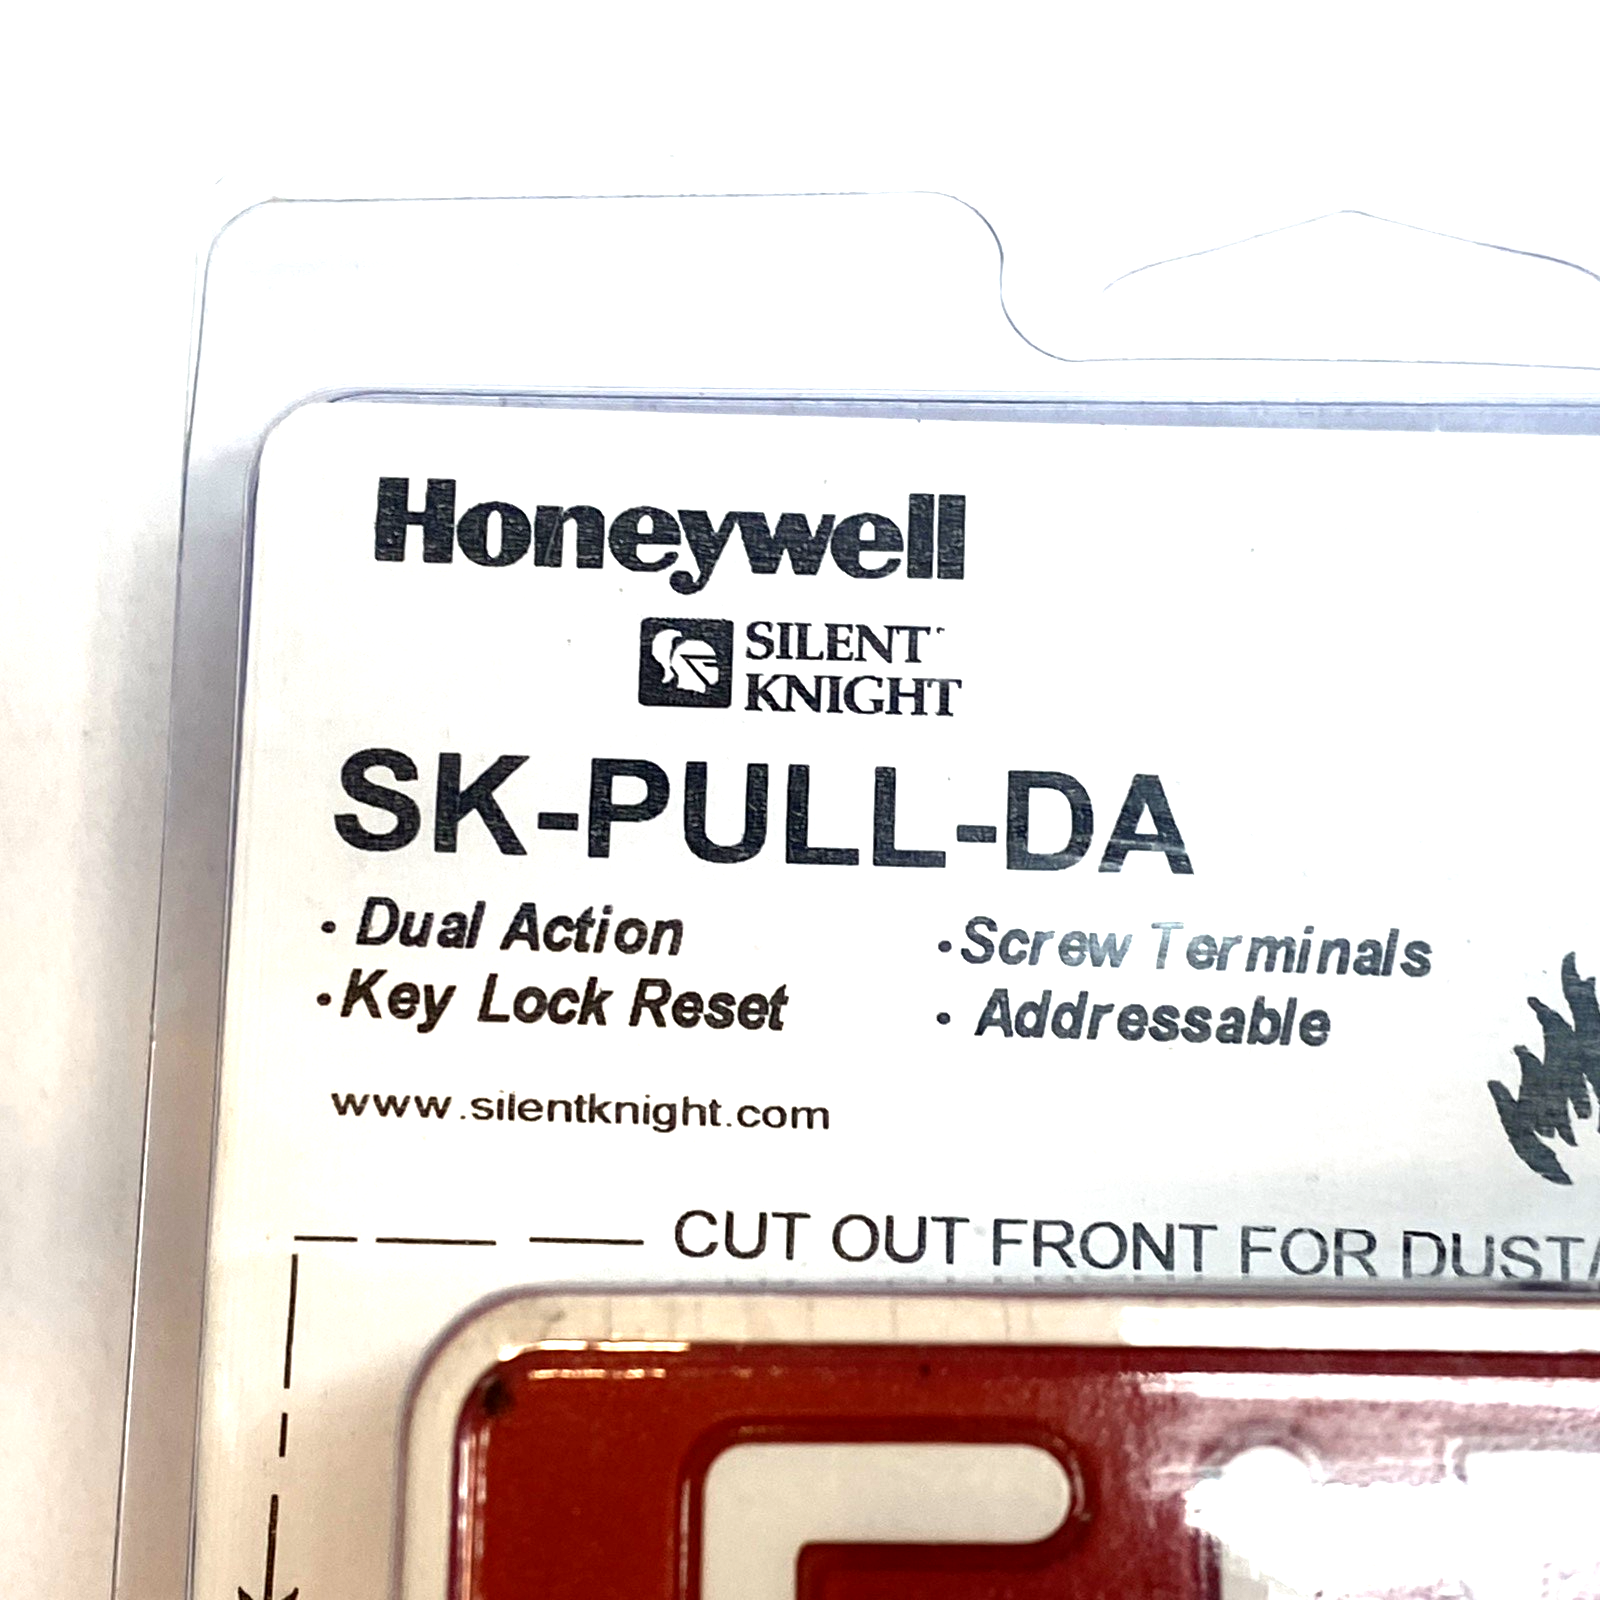 Honeywell
SILENT
KNIGHT
SK-PULL-DA
• Dual Action
• Screw Terminals
• Key Lock Reset
• Addressable
www.silentknight.com
CUT OUT FRONT FOR DUST/
F